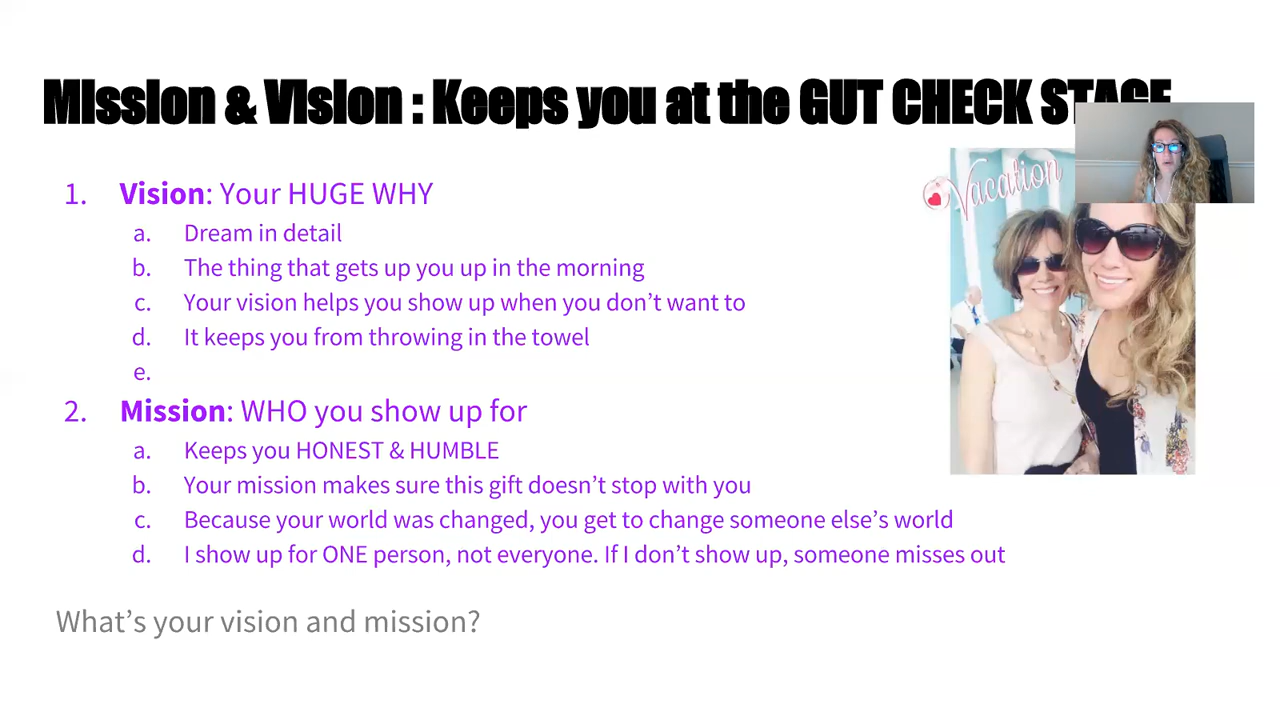 Mission & Vision : Keeps you at the GUT CHECK STAGE
Vacation
1. Vision: Your HUGE WHY
a. Dream in detail
b. The thing that gets up you up in the morning
c. Your vision helps you show up when you don’t want to
d. It keeps you from throwing in the towel
e.
2. Mission: WHO you show up for
a. Keeps you HONEST & HUMBLE
b. Your mission makes sure this gift doesn’t stop with you
c. Because your world was changed, you get to change someone else’s world
d. I show up for ONE person, not everyone. If I don’t show up, someone misses out
What’s your vision and mission?